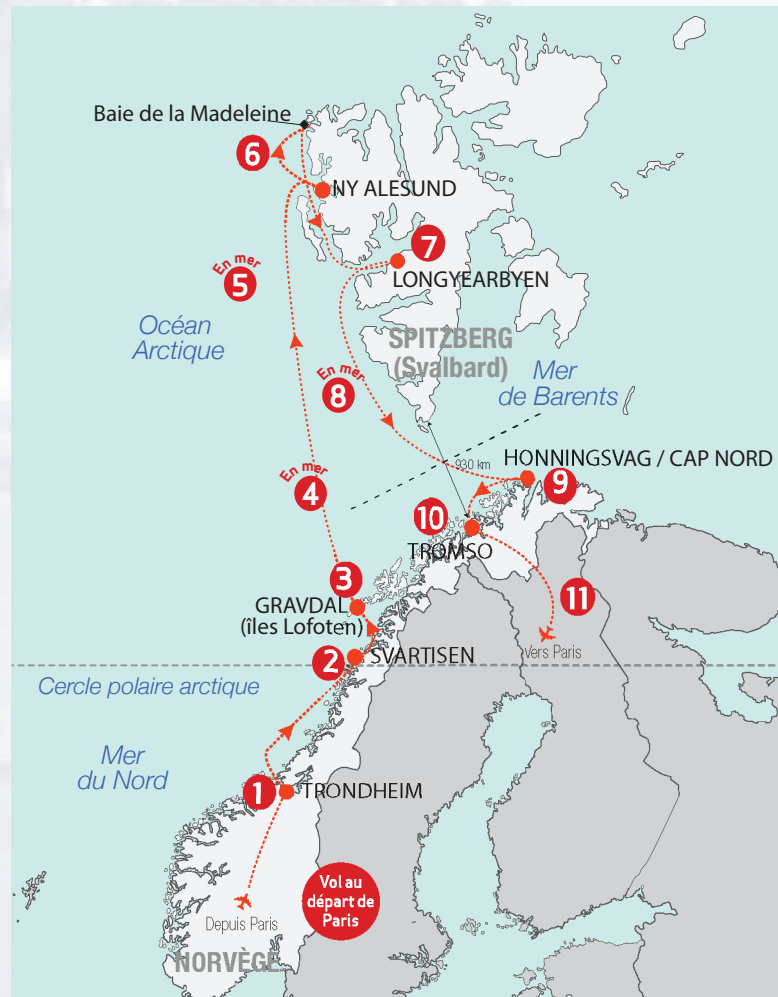 Baie de la Madeleine
6
NY ALESUND
7
LONGYEARBYEN
En mer
5
Océan
Arctique
SPITZBERG
(Svalbard)
En mer
8
Mer
de Barents
En mer
4
930 km
HONNINGSVAG / CAP NORD
9
10
TROMSO
3
GRAVDAL
(îles Lofoten)
11
Vers Paris
2
SVARTISEN
Cercle polaire arctique
Mer
du Nord
1
TRONDHEIM
Vol au
départ de
Paris
Depuis Paris
NORVÈGE